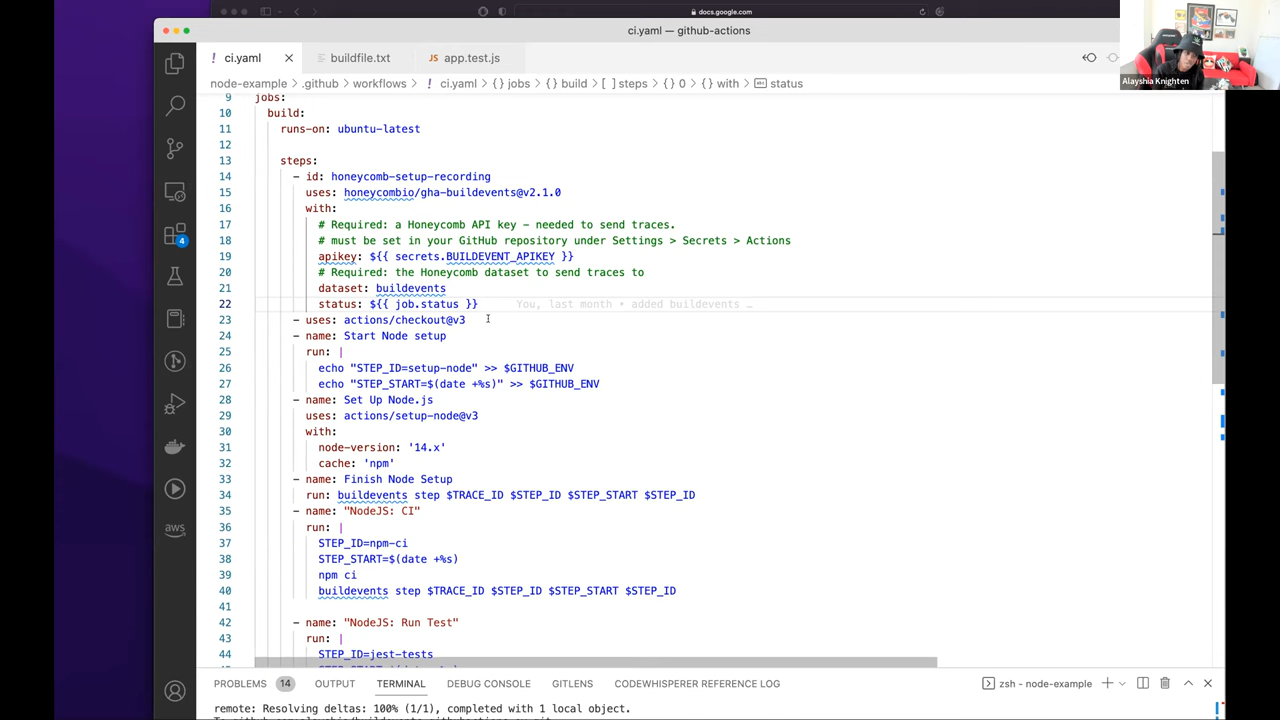 docs.google.com
ci.yaml — github-actions
Alayshia Knighten
ci.yaml
buildfile.txt
app.test.js
node-example
.github
workflows
ci.yaml
jobs
build
steps
0
with
status
9 jobs:
10 build:
11 runs-on: ubuntu-latest
12
13 steps:
14 - id: honeycomb-setup-recording
15 uses: honeycombio/gha-buildevents@v2.1.0
16 with:
17 # Required: a Honeycomb API key - needed to send traces.
18 # must be set in your GitHub repository under Settings > Secrets > Actions
19 apikey: ${{ secrets.BUILDEVENT_APIKEY }}
20 # Required: the Honeycomb dataset to send traces to
21 dataset: buildevents
22 status: ${{ job.status }} You, last month • added buildevents …
23 - uses: actions/checkout@v3
24 - name: Start Node setup
25 run: |
26 echo "STEP_ID=setup-node" >> $GITHUB_ENV
27 echo "STEP_START=$(date +%s)" >> $GITHUB_ENV
28 - name: Set Up Node.js
29 uses: actions/setup-node@v3
30 with:
31 node-version: '14.x'
32 cache: 'npm'
33 - name: Finish Node Setup
34 run: buildevents step $TRACE_ID $STEP_ID $STEP_START $STEP_ID
35 - name: "NodeJS: CI"
36 run: |
37 STEP_ID=npm-ci
38 STEP_START=$(date +%s)
39 npm ci
40 buildevents step $TRACE_ID $STEP_ID $STEP_START $STEP_ID
41
42 - name: "NodeJS: Run Test"
43 run: |
44 STEP_ID=jest-tests
4
aws
PROBLEMS 14 OUTPUT TERMINAL DEBUG CONSOLE GITLENS CODEWHISPERER REFERENCE LOG
zsh - node-example
remote: Resolving deltas: 100% (1/1), completed with 1 local object.